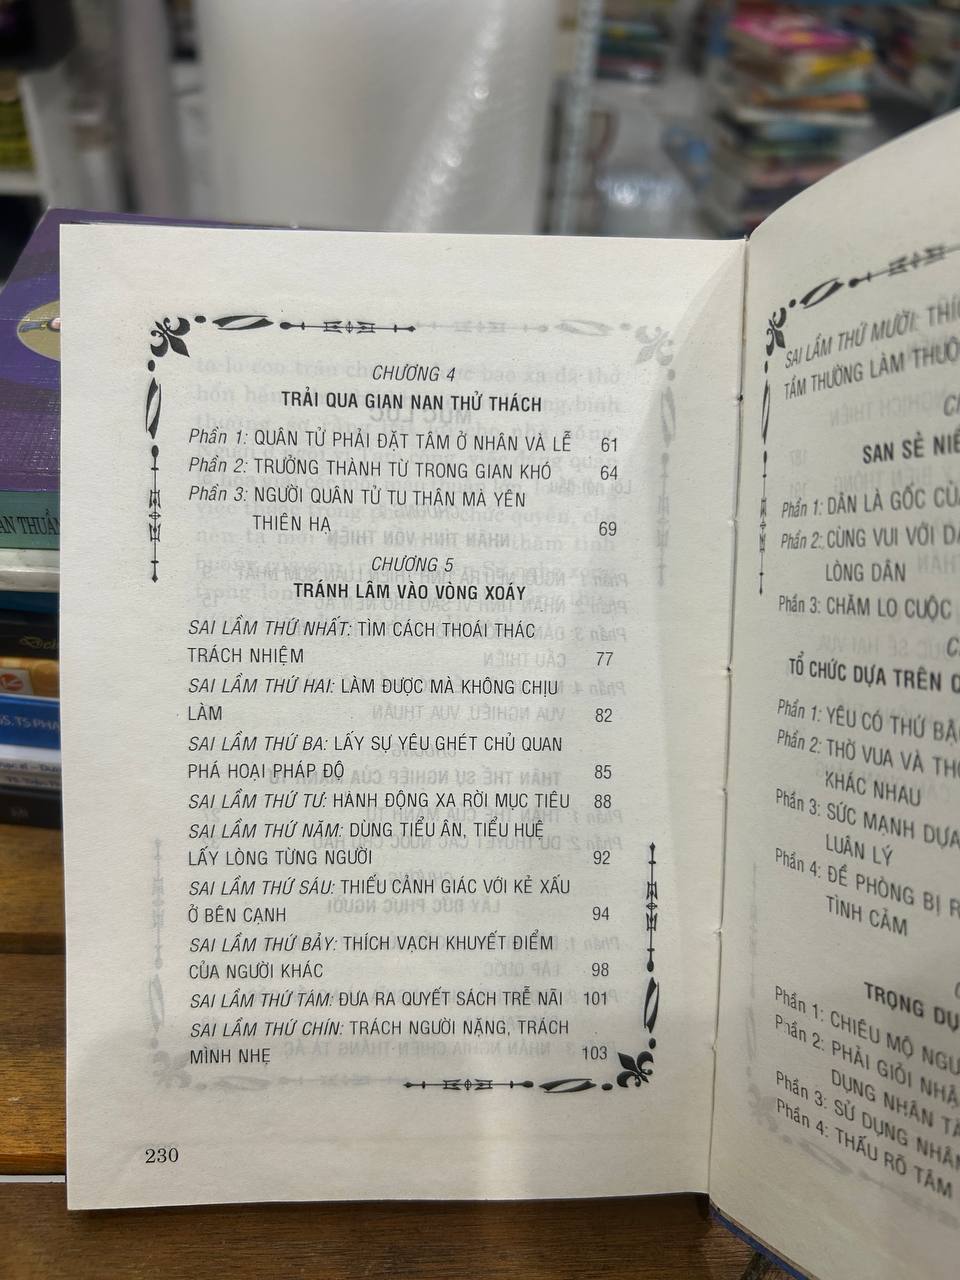 CHƯƠNG 4
TRẢI QUA GIAN NAN THỬ THÁCH
Phần 1: QUÂN TỬ PHẢI ĐẶT TÂM Ở NHÂN VÀ LỄ 61
Phần 2: TRƯỞNG THÀNH TỪ TRONG GIAN KHÓ 64
Phần 3: NGƯỜI QUÂN TỬ TU THÂN MÀ YÊN
THIÊN HẠ 69
CHƯƠNG 5
TRÁNH LÂM VÀO VÒNG XOÁY
SAI LẦM THỨ NHẤT: TÌM CÁCH THOÁI THÁC
TRÁCH NHIỆM 77
SAI LẦM THỨ HAI: LÀM ĐƯỢC MÀ KHÔNG CHỊU
LÀM 82
SAI LẦM THỨ BA: LẤY SỰ YÊU GHÉT CHỦ QUAN
PHÁ HOẠI PHÁP ĐỘ 85
SAI LẦM THỨ TƯ: HÀNH ĐỘNG XA RỜI MỤC TIÊU 88
SAI LẦM THỨ NĂM: DÙNG TIỂU ÂN, TIỂU HUỆ
LẤY LÒNG TỪNG NGƯỜI 92
SAI LẦM THỨ SÁU: THIẾU CẢNH GIÁC VỚI KẺ XẤU
Ở BÊN CẠNH 94
SAI LẦM THỨ BẢY: THÍCH VẠCH KHUYẾT ĐIỂM
CỦA NGƯỜI KHÁC 98
SAI LẦM THỨ TÁM: ĐƯA RA QUYẾT SÁCH TRỄ NÃI 101
SAI LẦM THỨ CHÍN: TRÁCH NGƯỜI NẶNG, TRÁCH
MÌNH NHẸ 103
230
SAI LẦM THỨ MƯỜI: THÍC
TẦM THƯỜNG LÀM THUỘ
SAN SẺ NIỀ
Phần 1: DÂN LÀ GỐC CỦA
Phần 2: CÙNG VUI VỚI DÂ
LÒNG DÂN
Phần 3: CHĂM LO CUỘC
TỔ CHỨC DỰA TRÊN
Phần 1: YÊU CÓ THỨ BẬ
Phần 2: THỜ VUA VÀ TH
KHÁC NHAU
Phần 3: SỨC MẠNH DỰA
LUÂN LÝ
Phần 4: ĐỀ PHÒNG BỊ
TÌNH CẢM
TRỌNG DỤ
Phần 1: CHIÊU MỘ NGƯ
Phần 2: PHẢI GIỎI NHẬ
DỤNG NHÂN TÀ
Phần 3: SỬ DỤNG NHÂN
Phần 4: THẤU RÕ TÂM